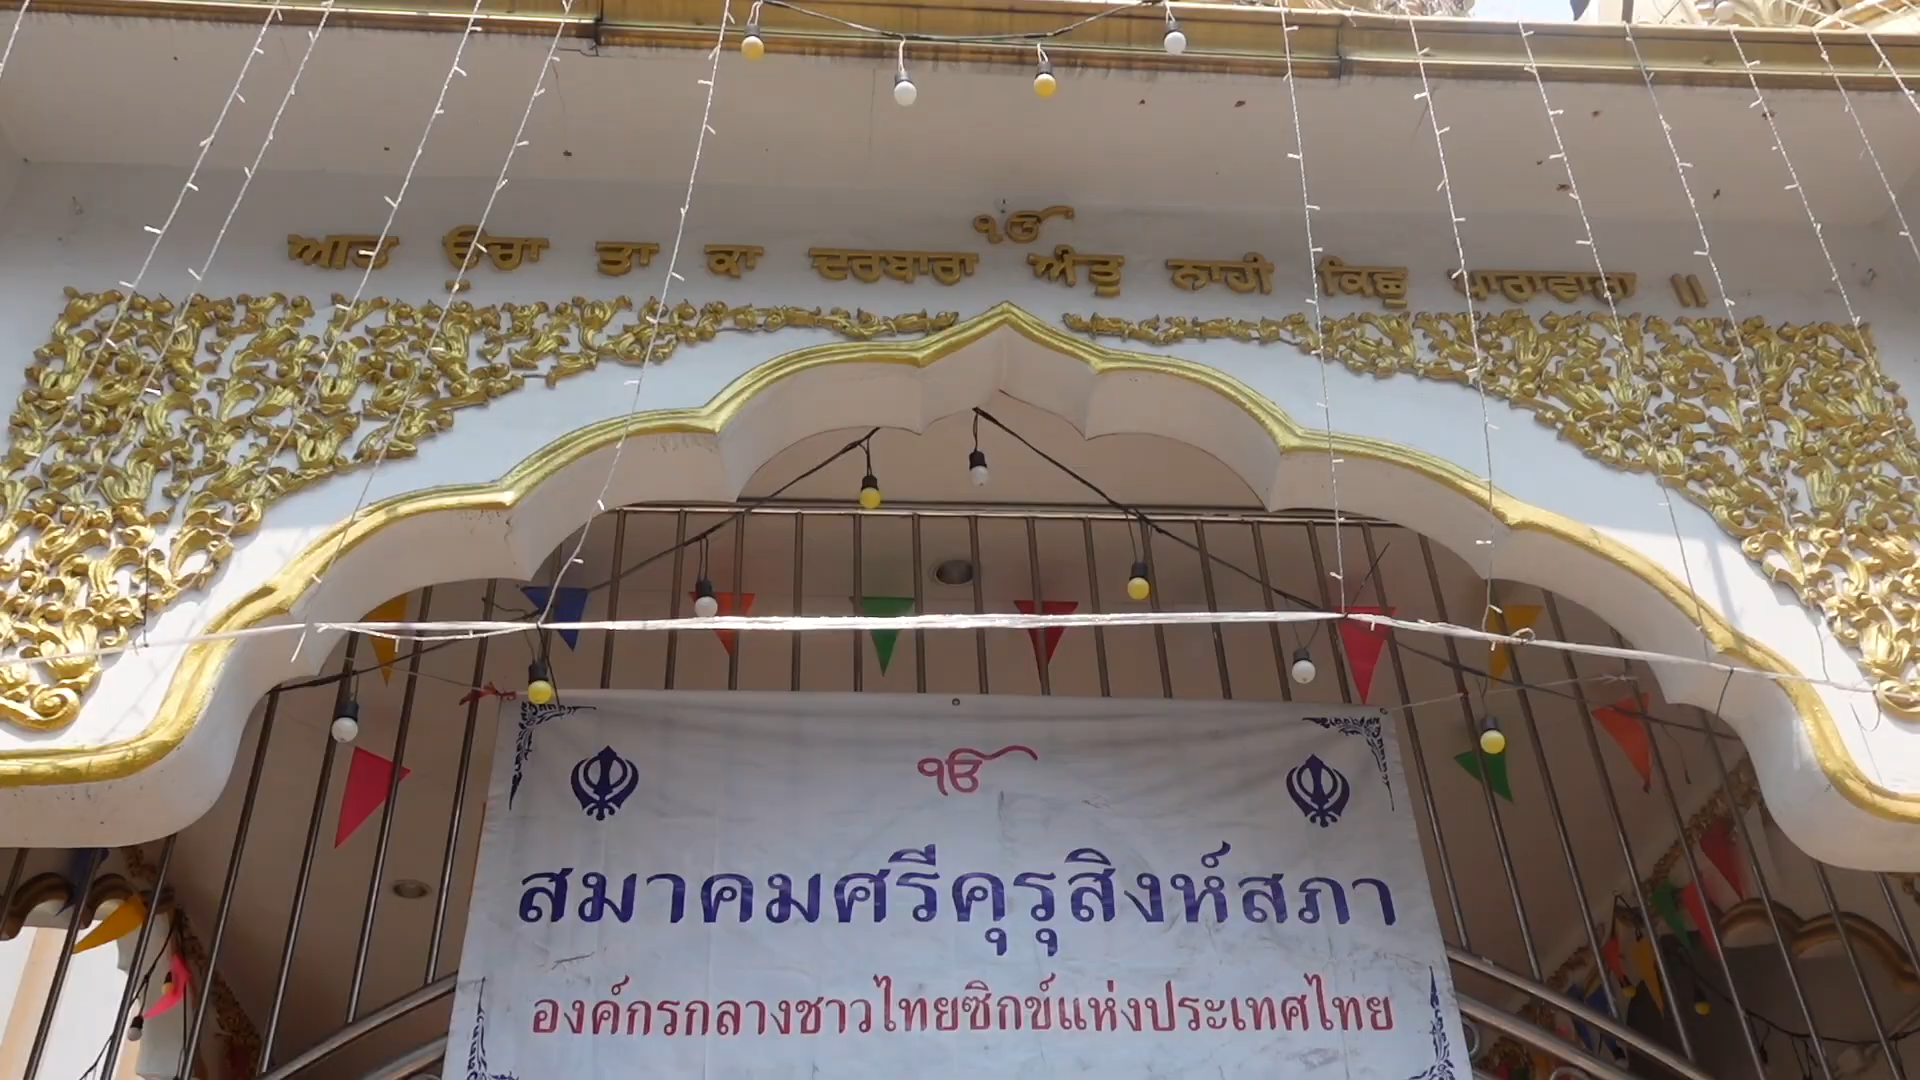 ੴ
ਅਤਿ ਊਚਾ ਤਾ ਕਾ ਦਰਬਾਰਾ ਅੰਤੁ ਨਾਹੀ ਕਿਛੁ ਪਾਰਾਵਾਰਾ ॥
ੴ
สมาคมศรีคุรุสิงห์สภา
องค์กรกลางชาวไทยซิกข์แห่งประเทศไทย